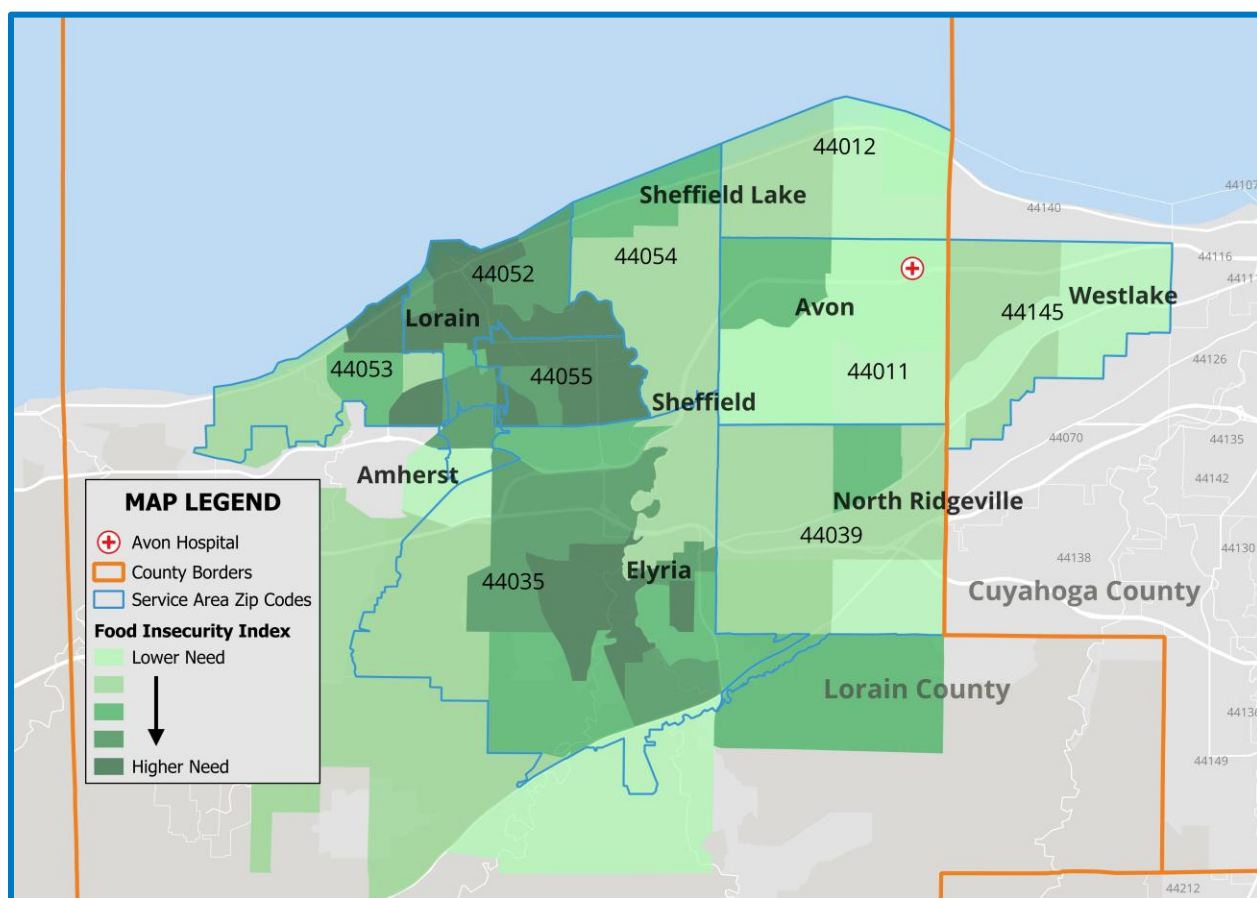 44012
44107
Sheffield Lake
44140
44052
44054
44116
Westlake
Avon
44145
Lorain
44126
44053
44055
44011
Sheffield
44070
44135
Amherst
44142
North Ridgeville
MAP LEGEND
Avon Hospital
County Borders
Service Area Zip Codes
Food Insecurity Index
Lower Need
Higher Need
44039
44130
44138
44035
Elyria
Cuyahoga County
Lorain County
44136
44149
44212